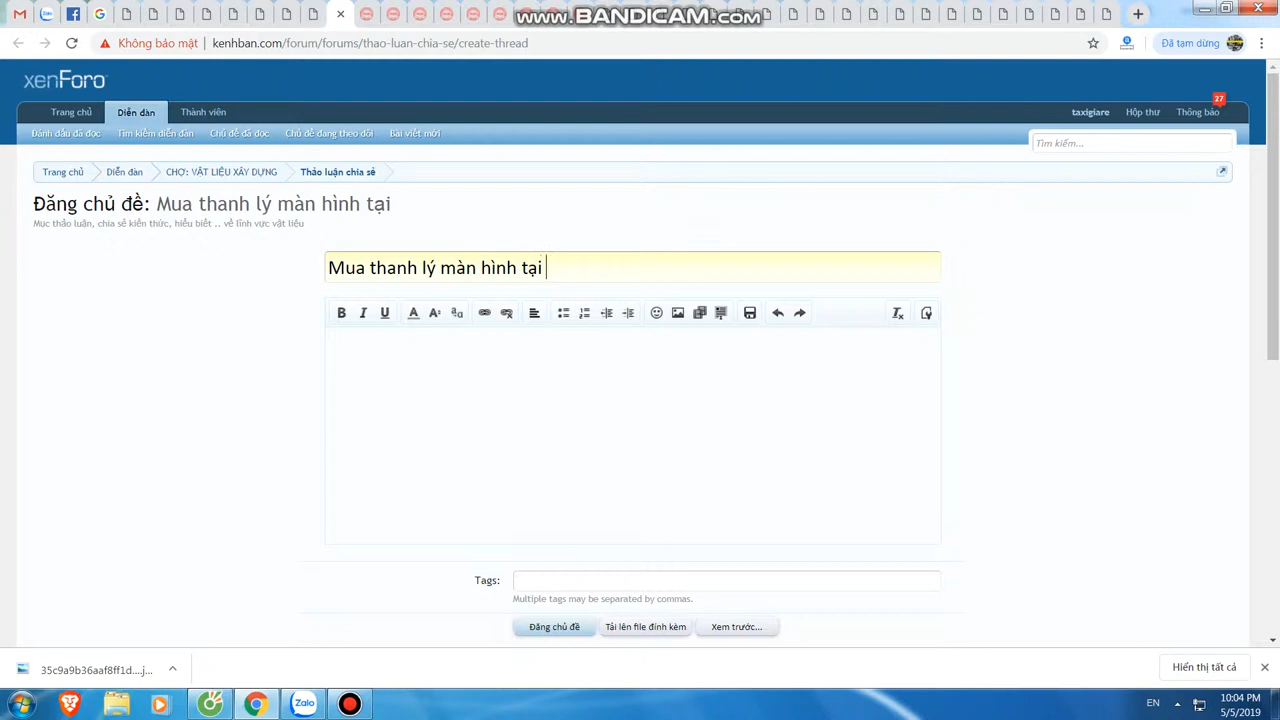 www.BANDICAM.com
Không bảo mật kenhban.com/forum/forums/thao-luan-chia-se/create-thread Đã tạm dừng
xenForo
Trang chủ Diễn đàn Thành viên taxigiare Hộp thư Thông báo 27
Đánh dấu đã đọc Tìm kiếm diễn đàn Chủ đề đã đọc Chủ đề đang theo dõi Bài viết mới
Tìm kiếm...
Trang chủ Diễn đàn CHỢ: VẬT LIỆU XÂY DỰNG Thảo luận chia sẻ
Đăng chủ đề: Mua thanh lý màn hình tại
Mục thảo luận, chia sẻ kiến thức, hiểu biết .. về lĩnh vực vật liệu
Mua thanh lý màn hình tại
Tags:
Multiple tags may be separated by commas.
Đăng chủ đề Tải lên file đính kèm Xem trước...
35c9a9b36aaf8ff1d....j... Hiển thị tất cả
Zalo EN 10:04 PM
5/5/2019